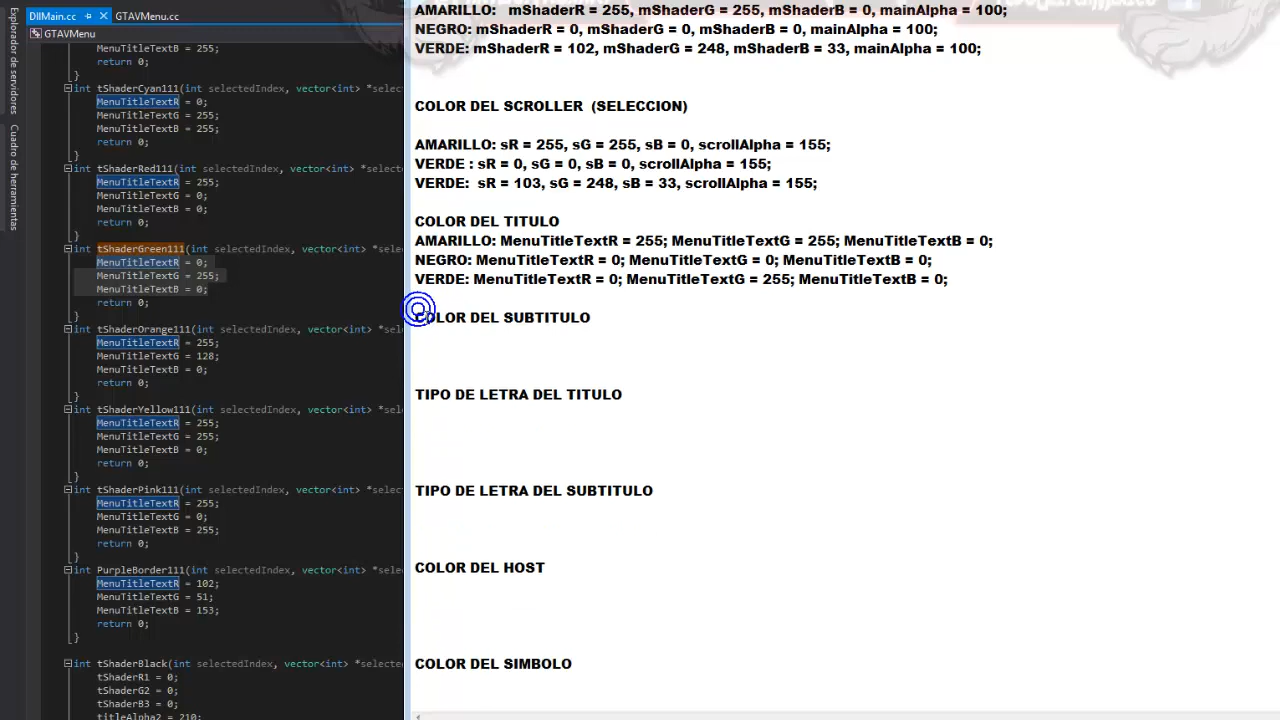 DllMain.cc
GTAVMenu.cc
GTAVMenu
Explorador de servidores
Cuadro de herramientas
MenuTitleTextB = 255;
return 0;
}
int tShaderCyan111(int selectedIndex, vector<int> *selec
MenuTitleTextR = 0;
MenuTitleTextG = 255;
MenuTitleTextB = 255;
return 0;
}
int tShaderRed111(int selectedIndex, vector<int> *select
MenuTitleTextR = 255;
MenuTitleTextG = 0;
MenuTitleTextB = 0;
return 0;
}
int tShaderGreen111(int selectedIndex, vector<int> *sele
MenuTitleTextR = 0;
MenuTitleTextG = 255;
MenuTitleTextB = 0;
return 0;
}
int tShaderOrange111(int selectedIndex, vector<int> *sel
MenuTitleTextR = 255;
MenuTitleTextG = 128;
MenuTitleTextB = 0;
return 0;
}
int tShaderYellow111(int selectedIndex, vector<int> *sel
MenuTitleTextR = 255;
MenuTitleTextG = 255;
MenuTitleTextB = 0;
return 0;
}
int tShaderPink111(int selectedIndex, vector<int> *selec
MenuTitleTextR = 255;
MenuTitleTextG = 0;
MenuTitleTextB = 255;
return 0;
}
int PurpleBorder111(int selectedIndex, vector<int> *sele
MenuTitleTextR = 102;
MenuTitleTextG = 51;
MenuTitleTextB = 153;
return 0;
}
int tShaderBlack(int selectedIndex, vector<int> *selecte
tShaderR1 = 0;
tShaderG2 = 0;
tShaderB3 = 0;
titleAlpha2 = 210;
AMARILLO: mShaderR = 255, mShaderG = 255, mShaderB = 0, mainAlpha = 100;
NEGRO: mShaderR = 0, mShaderG = 0, mShaderB = 0, mainAlpha = 100;
VERDE: mShaderR = 102, mShaderG = 248, mShaderB = 33, mainAlpha = 100;
COLOR DEL SCROLLER (SELECCION)
AMARILLO: sR = 255, sG = 255, sB = 0, scrollAlpha = 155;
VERDE : sR = 0, sG = 0, sB = 0, scrollAlpha = 155;
VERDE: sR = 103, sG = 248, sB = 33, scrollAlpha = 155;
COLOR DEL TITULO
AMARILLO: MenuTitleTextR = 255; MenuTitleTextG = 255; MenuTitleTextB = 0;
NEGRO: MenuTitleTextR = 0; MenuTitleTextG = 0; MenuTitleTextB = 0;
VERDE: MenuTitleTextR = 0; MenuTitleTextG = 255; MenuTitleTextB = 0;
COLOR DEL SUBTITULO
TIPO DE LETRA DEL TITULO
TIPO DE LETRA DEL SUBTITULO
COLOR DEL HOST
COLOR DEL SIMBOLO